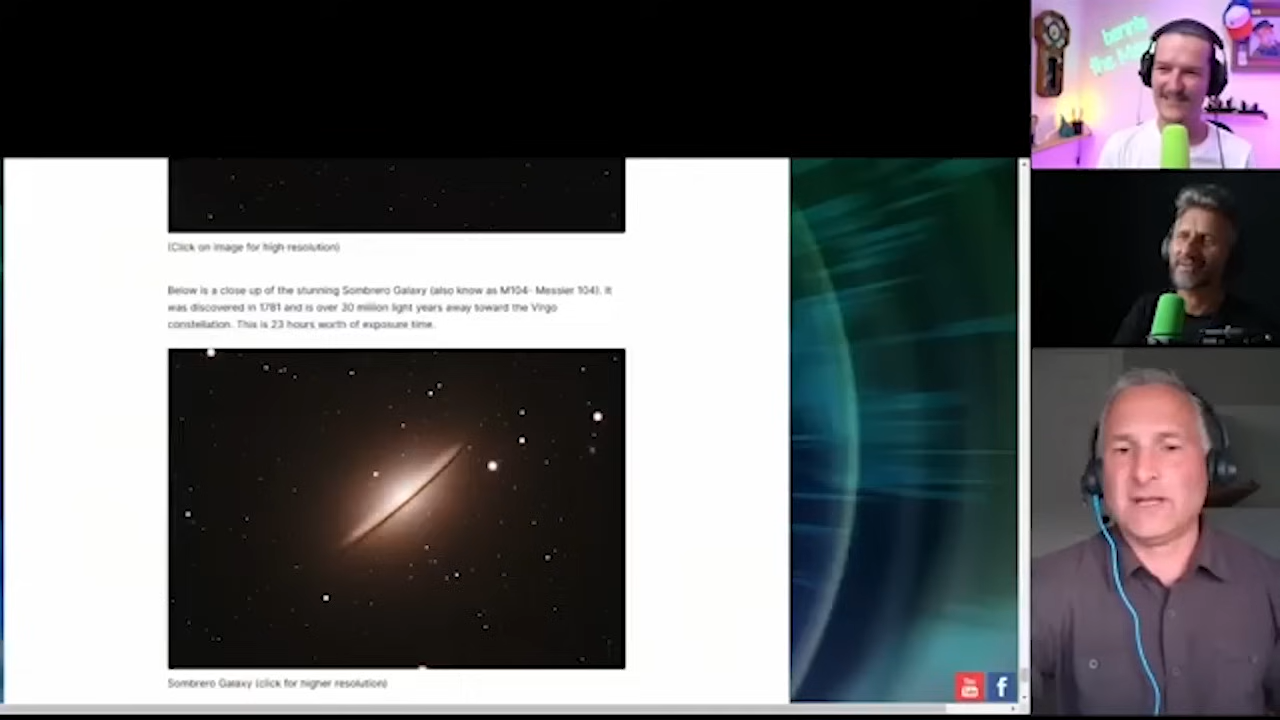 (Click on image for high resolution)
Below is a close up of the stunning Sombrero Galaxy (also know as M104- Messier 104). It
was discovered in 1781 and is over 30 million light years away toward the Virgo
constellation. This is 23 hours worth of exposure time.
Sombrero Galaxy (click for higher resolution)
You
f